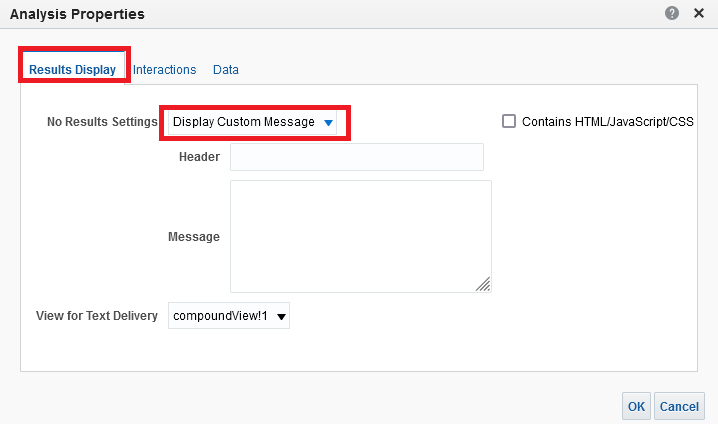 Analysis Properties
Results Display Interactions Data
No Results Settings Display Custom Message Contains HTML/JavaScript/CSS
Header
Message
View for Text Delivery compoundView!1
OK Cancel